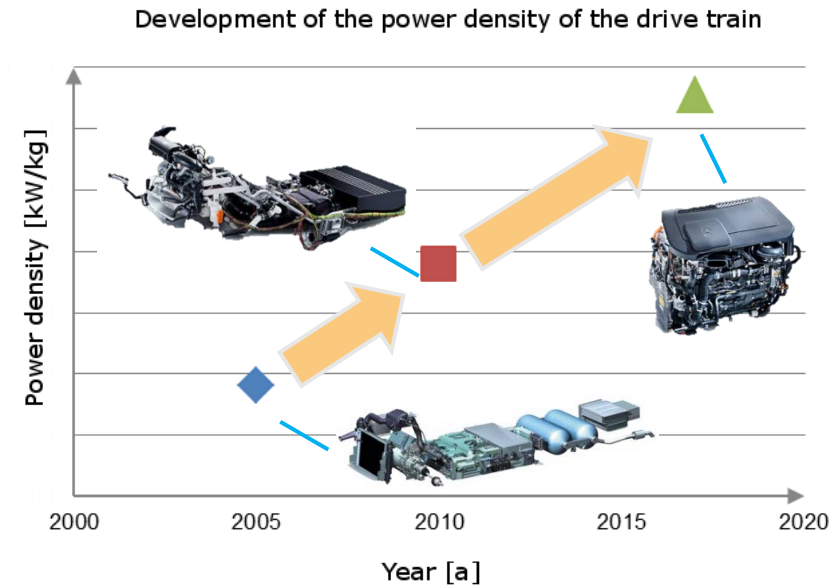 Development of the power density of the drive train
Power density [kW/kg]
2000 2005 2010 2015 2020
Year [a]